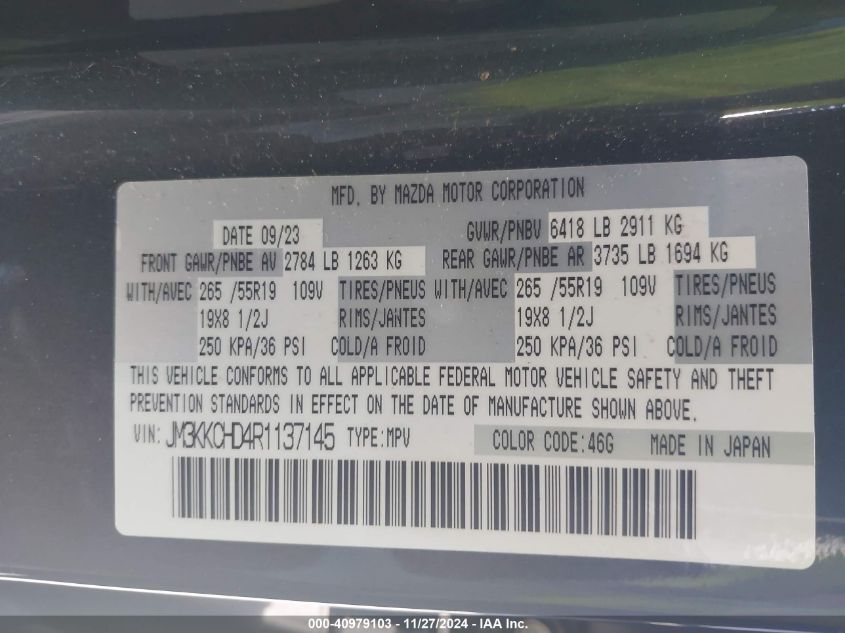 MFD. BY MAZDA MOTOR CORPORATION
DATE 09/23 GVWR/PNBV 6418 LB 2911 KG
FRONT GAWR/PNBE AV 2784 LB 1263 KG REAR GAWR/PNBE AR 3735 LB 1694 KG
WITH/AVEC 265 /55R19 109V TIRES/PNEUS WITH/AVEC 265 /55R19 109V TIRES/PNEUS
19X8 1/2J RIMS/JANTES 19X8 1/2J RIMS/JANTES
250 KPA/36 PSI COLD/A FROID 250 KPA/36 PSI COLD/A FROID
THIS VEHICLE CONFORMS TO ALL APPLICABLE FEDERAL MOTOR VEHICLE SAFETY AND THEFT
PREVENTION STANDARDS IN EFFECT ON THE DATE OF MANUFACTURE SHOWN ABOVE.
VIN: JM3KKCHD4R1137145 TYPE:MPV COLOR CODE:46G MADE IN JAPAN
000-40979103 - 11/27/2024 - IAA Inc.